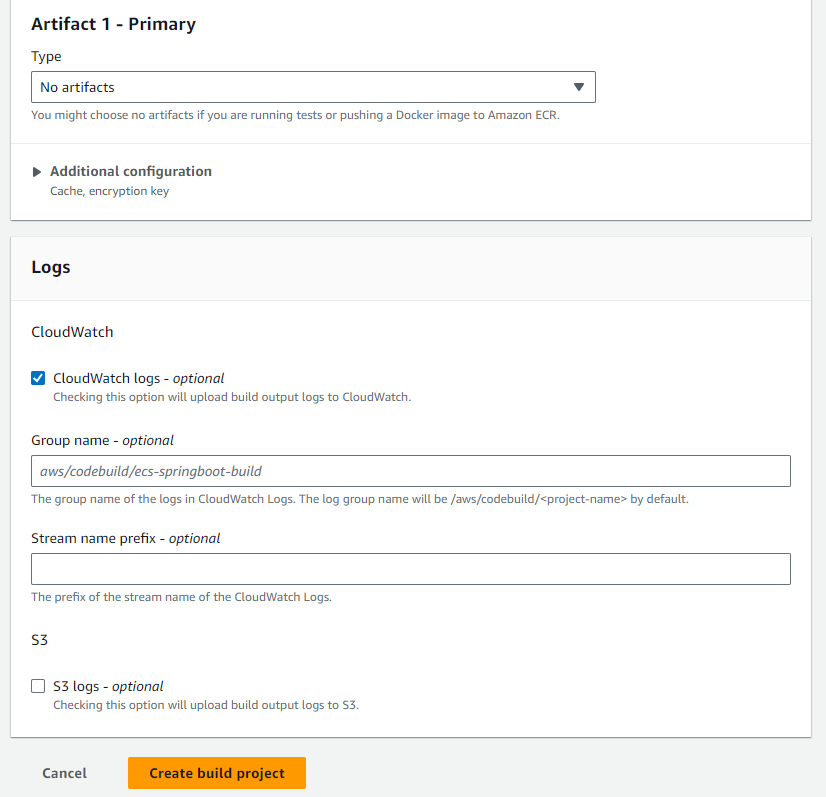 Artifact 1 - Primary
Type
No artifacts
You might choose no artifacts if you are running tests or pushing a Docker image to Amazon ECR.
Additional configuration
Cache, encryption key
Logs
CloudWatch
CloudWatch logs - optional
Checking this option will upload build output logs to CloudWatch.
Group name - optional
aws/codebuild/ecs-springboot-build
The group name of the logs in CloudWatch Logs. The log group name will be /aws/codebuild/<project-name> by default.
Stream name prefix - optional
The prefix of the stream name of the CloudWatch Logs.
S3
S3 logs - optional
Checking this option will upload build output logs to S3.
Cancel
Create build project